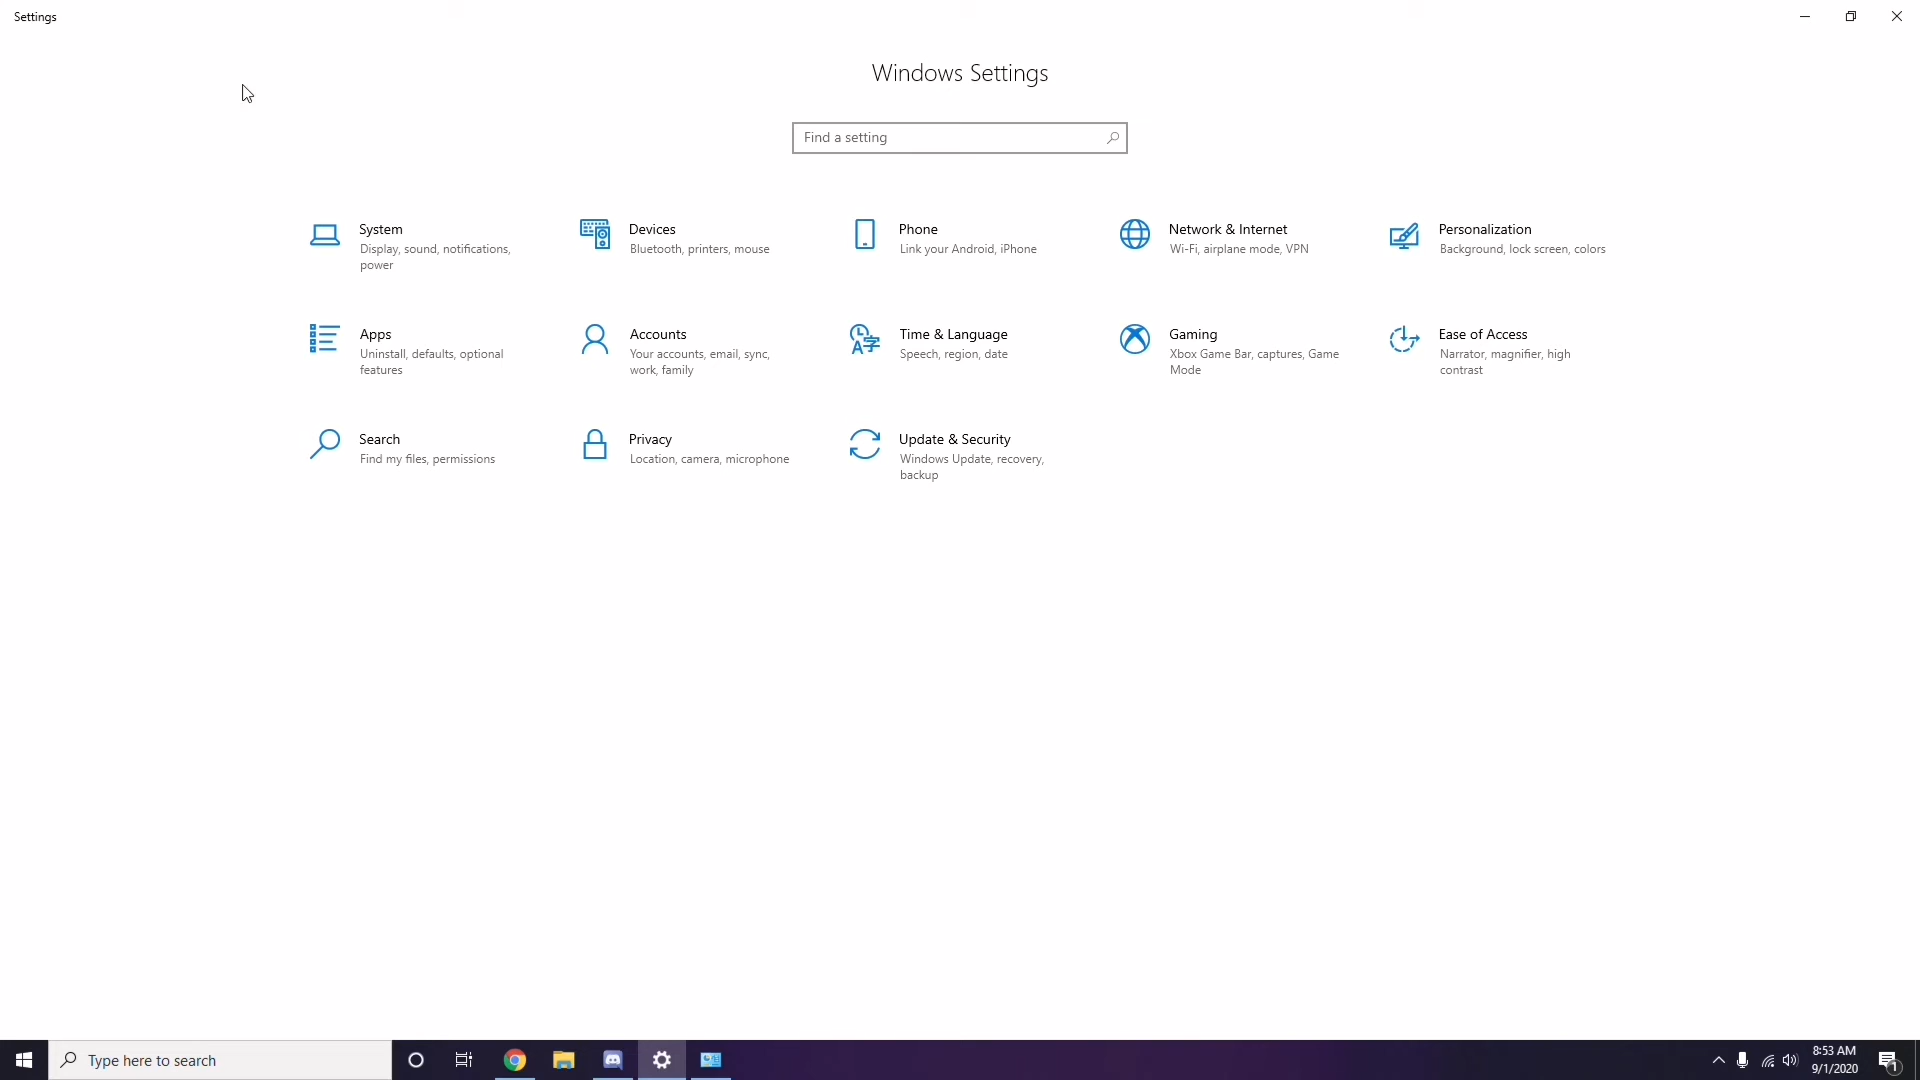 Settings
Windows Settings
Find a setting
System
Display, sound, notifications,
power
Devices
Bluetooth, printers, mouse
Phone
Link your Android, iPhone
Network & Internet
Wi-Fi, airplane mode, VPN
Personalization
Background, lock screen, colors
Apps
Uninstall, defaults, optional
features
Accounts
Your accounts, email, sync,
work, family
Time & Language
Speech, region, date
Gaming
Xbox Game Bar, captures, Game
Mode
Ease of Access
Narrator, magnifier, high
contrast
Search
Find my files, permissions
Privacy
Location, camera, microphone
Update & Security
Windows Update, recovery,
backup
Type here to search
8:53 AM
9/1/2020
1